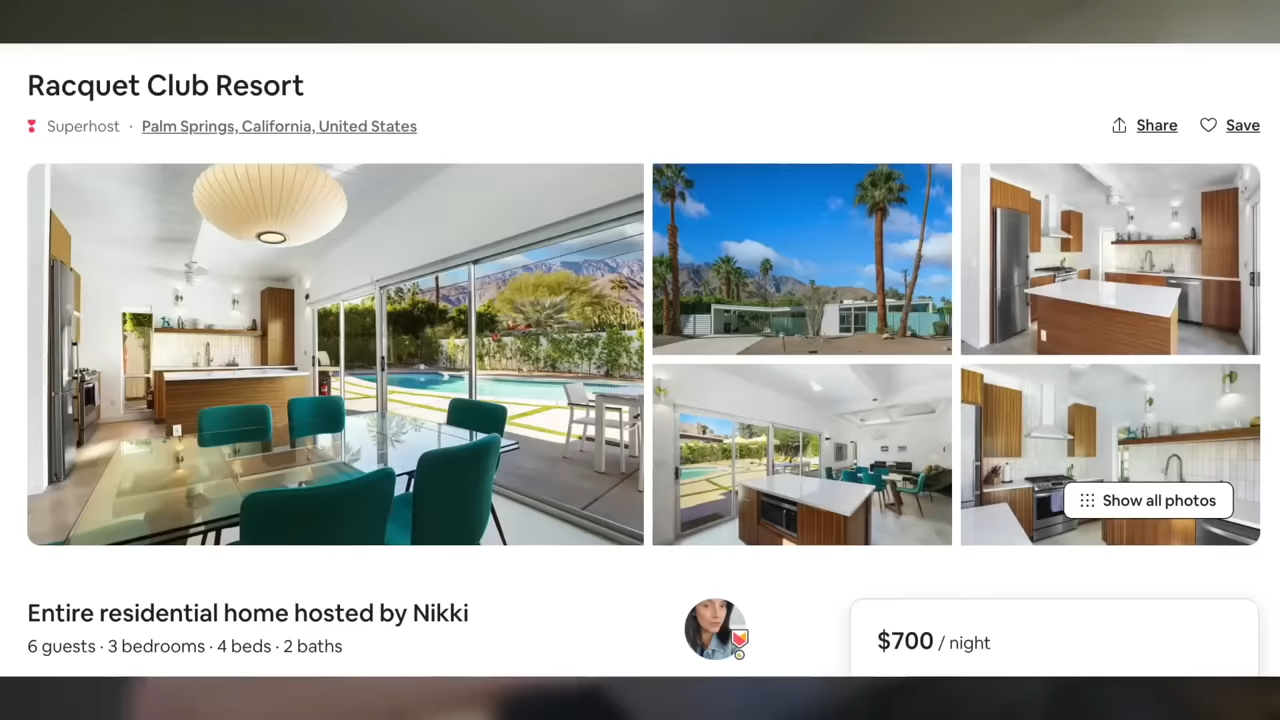 Racquet Club Resort
Superhost · Palm Springs, California, United States
Share
Save
Show all photos
Entire residential home hosted by Nikki
6 guests · 3 bedrooms · 4 beds · 2 baths
$700 / night